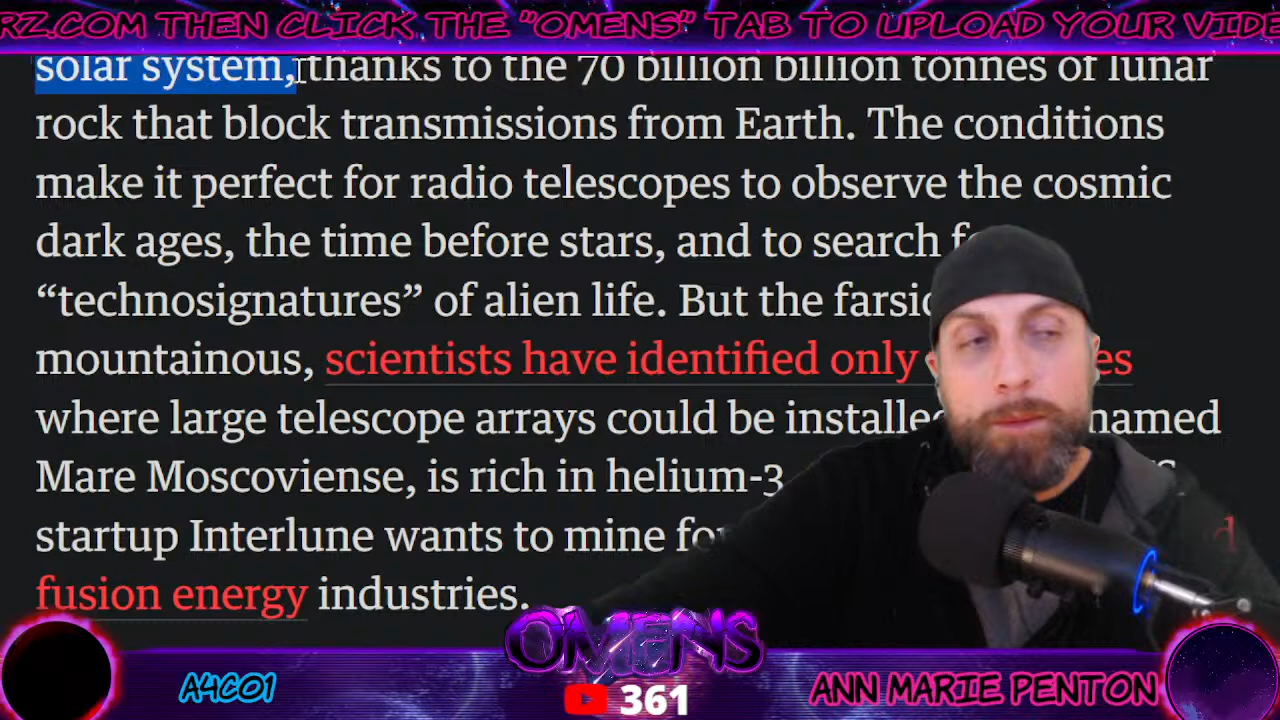 RZ.COM THEN CLICK THE "OMENS" TAB TO UPLOAD YOUR VIDE
solar system, thanks to the 70 billion billion tonnes of lunar
rock that block transmissions from Earth. The conditions
make it perfect for radio telescopes to observe the cosmic
dark ages, the time before stars, and to search
“technosignatures” of alien life. But the
mountainous, scientists have identified only
where large telescope arrays could be named
Mare Moscoviense, is rich in helium-3
startup Interlune wants to mine
fusion energy industries.
OMENS
A4C01
361
ANN MARIE PENTON